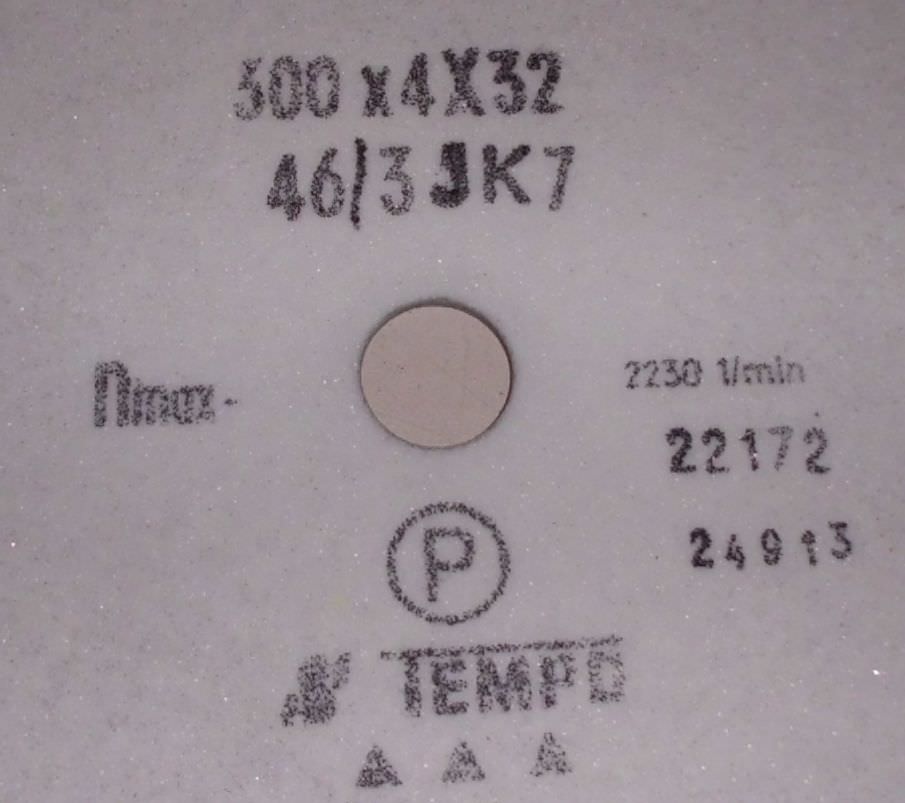 300 x4X32
46/3 JK7
nmax.
2230 1/min
22172
24913
P
TEMPO